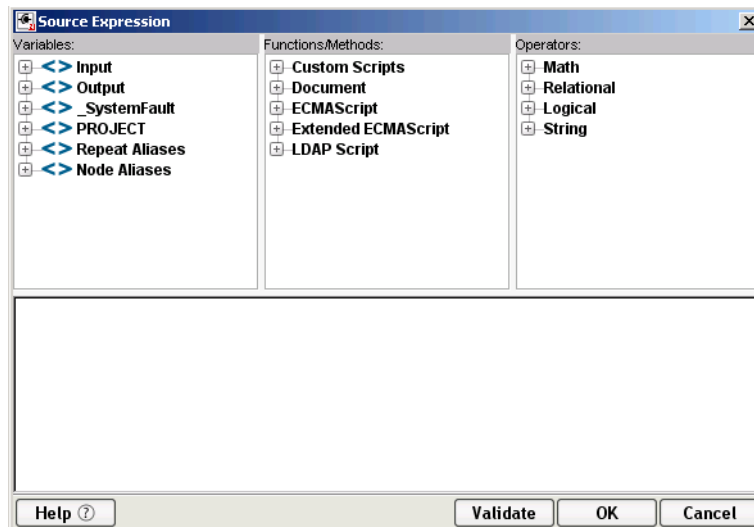 Source Expression
Variables:
Input
Output
_SystemFault
PROJECT
Repeat Aliases
Node Aliases
Functions/Methods:
Custom Scripts
Document
ECMAScript
Extended ECMAScript
LDAP Script
Operators:
Math
Relational
Logical
String
Help ?
Validate
OK
Cancel